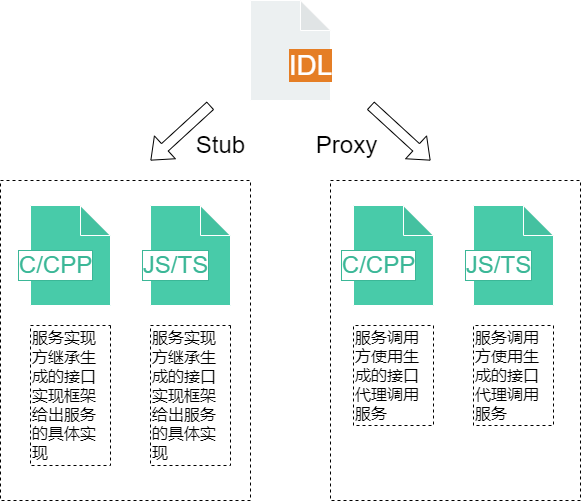 IDL
Stub
Proxy
C/CPP
JS/TS
C/CPP
JS/TS
服务实现
方继承生
成的接口
实现框架
给出服务
的具体实
现
服务实现
方继承生
成的接口
实现框架
给出服务
的具体实
现
服务调用
方使用生
成的接口
代理调用
服务
服务调用
方使用生
成的接口
代理调用
服务